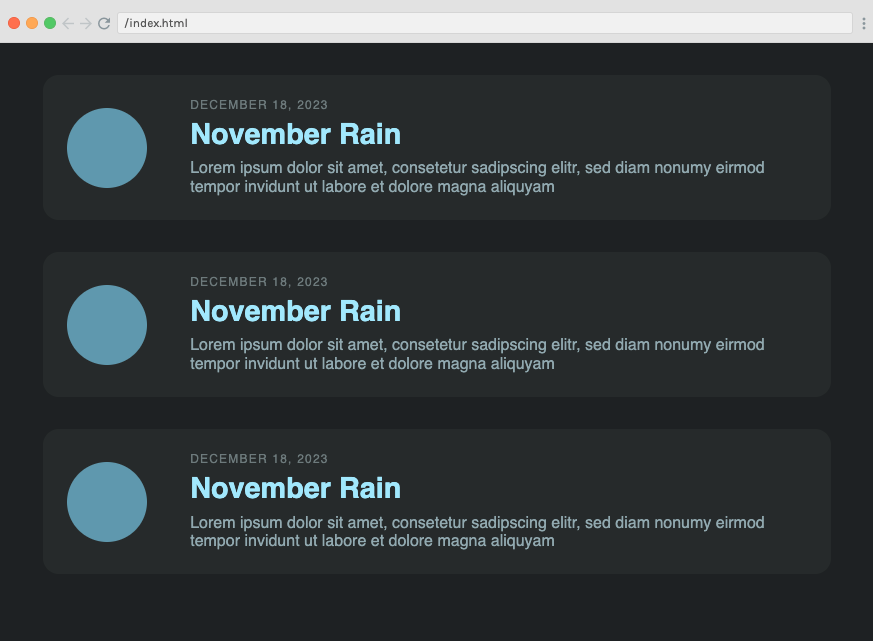 /index.html
DECEMBER 18, 2023
November Rain
Lorem ipsum dolor sit amet, consetetur sadipscing elitr, sed diam nonumy eirmod
tempor invidunt ut labore et dolore magna aliquyam
DECEMBER 18, 2023
November Rain
Lorem ipsum dolor sit amet, consetetur sadipscing elitr, sed diam nonumy eirmod
tempor invidunt ut labore et dolore magna aliquyam
DECEMBER 18, 2023
November Rain
Lorem ipsum dolor sit amet, consetetur sadipscing elitr, sed diam nonumy eirmod
tempor invidunt ut labore et dolore magna aliquyam